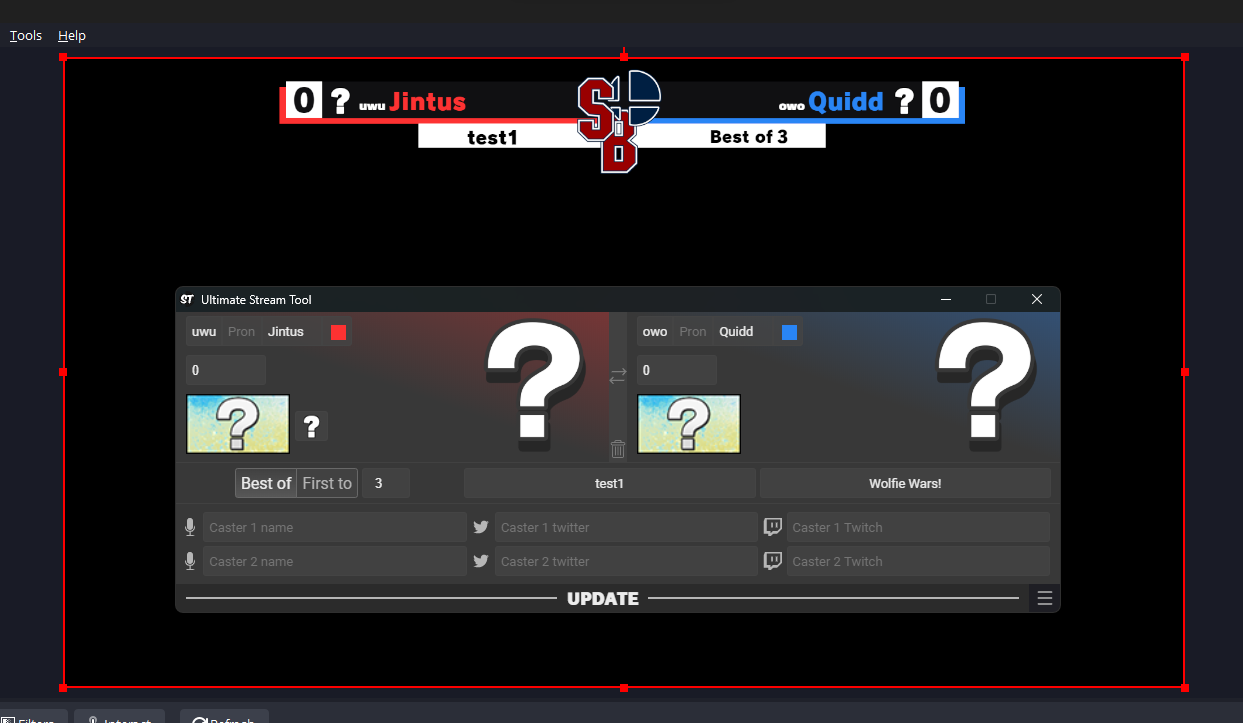 Tools Help
0 ? uwu Jintus owo Quidd ? 0
test1 SB Best of 3
ST Ultimate Stream Tool
uwu Pron Jintus owo Pron Quidd
0 0
? ? ? ? ?
Best of First to 3 test1 Wolfie Wars!
Caster 1 name Caster 1 twitter Caster 1 Twitch
Caster 2 name Caster 2 twitter Caster 2 Twitch
UPDATE
Filters Interact Refresh